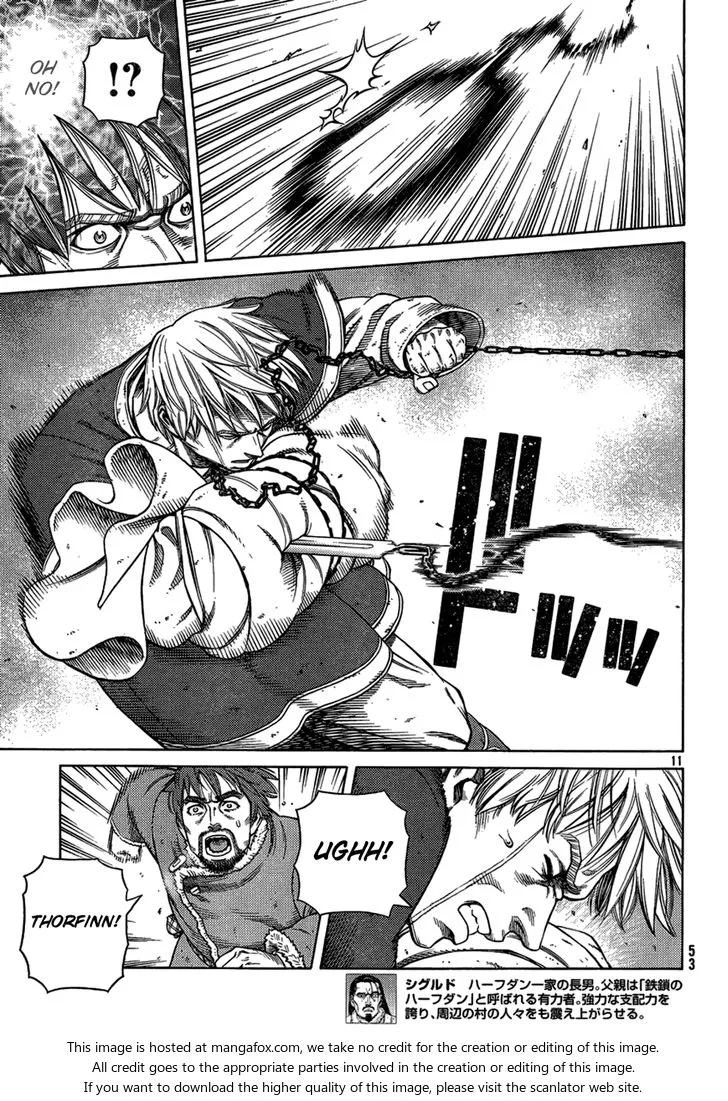 !?
OH
NO!
ドドッッ
11
UGHH!
THORFINN!
53
シグルド ハーフダン一家の長男。父親は「鉄鎖の
ハーフダン」と呼ばれる有力者。強力な支配力を
誇り、周辺の村の人々をも震え上がらせる。
This image is hosted at mangafox.com, we take no credit for the creation or editing of this image.
All credit goes to the appropriate parties involved in the creation or editing of this image.
If you want to download the higher quality of this image, please visit the scanlator web site.